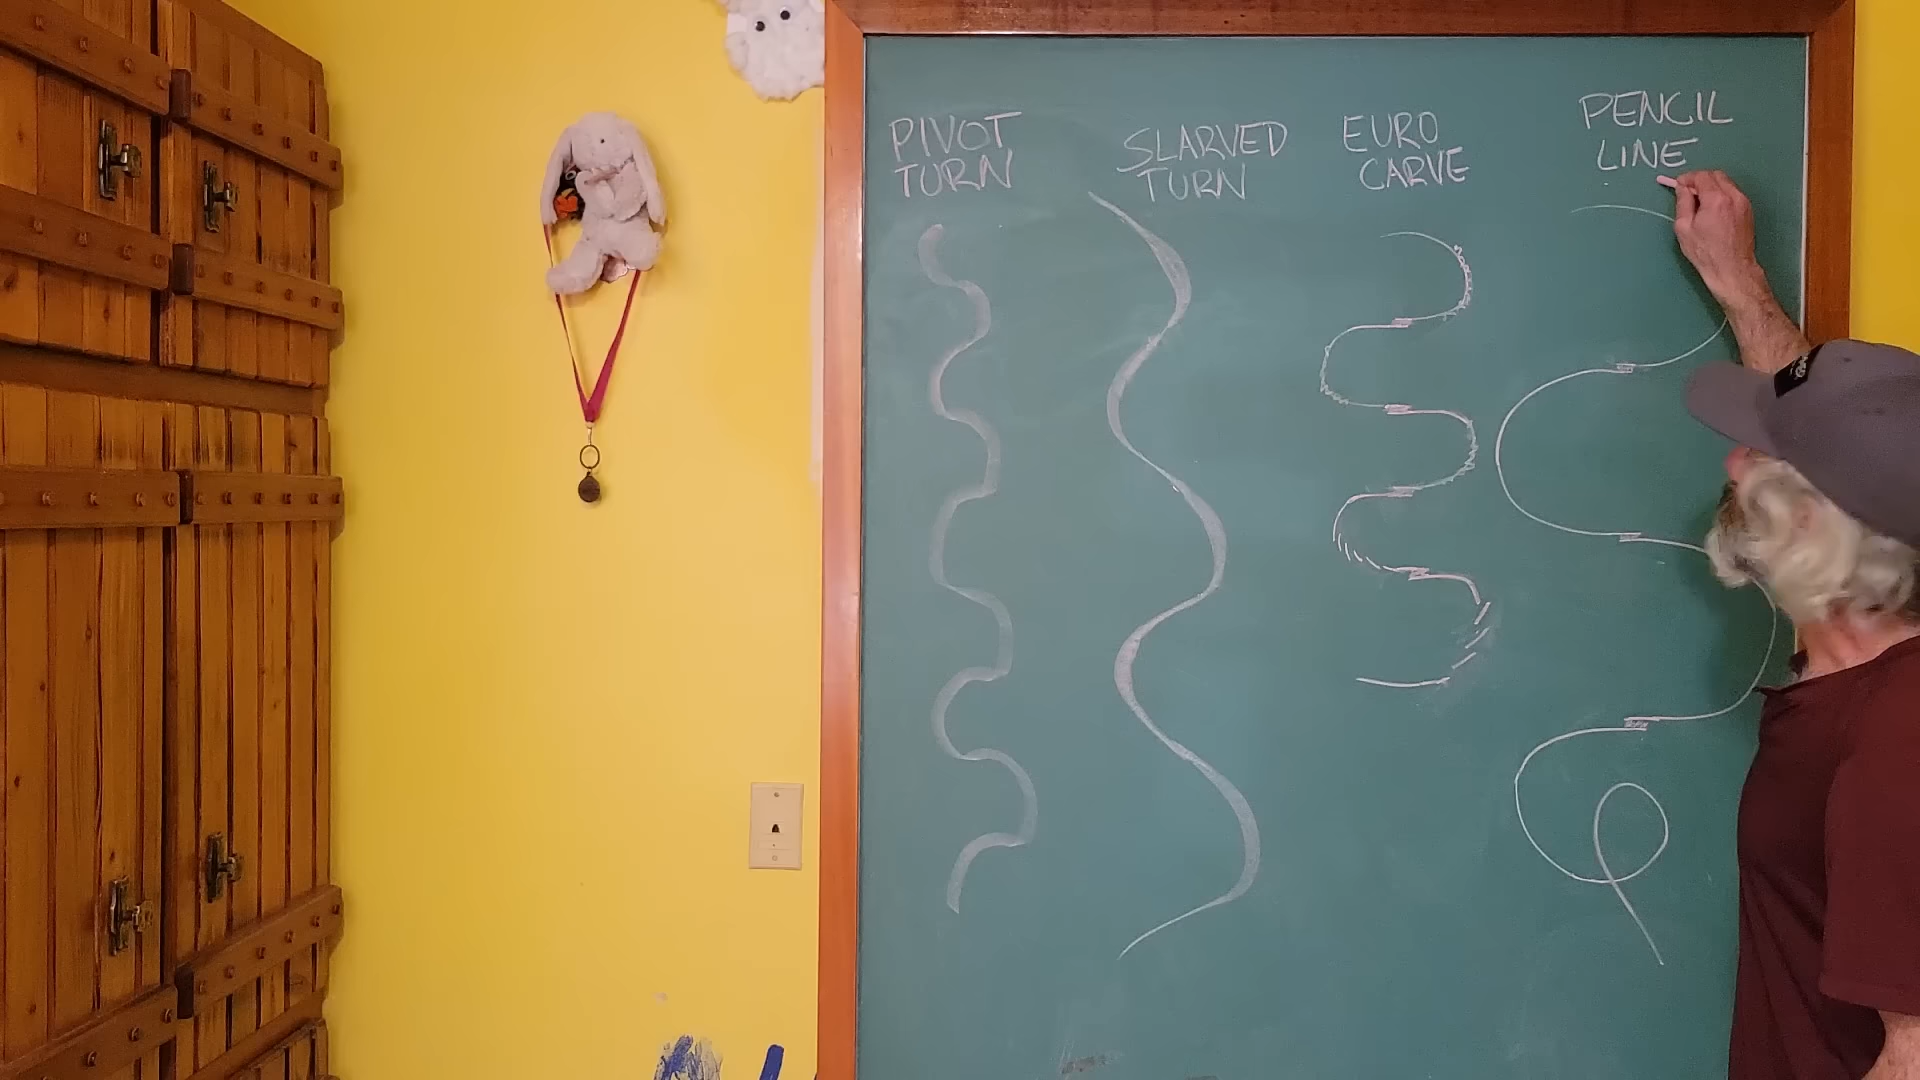 PIVOT
TURN
SLARVED
TURN
EURO
CARVE
PENCIL
LINE